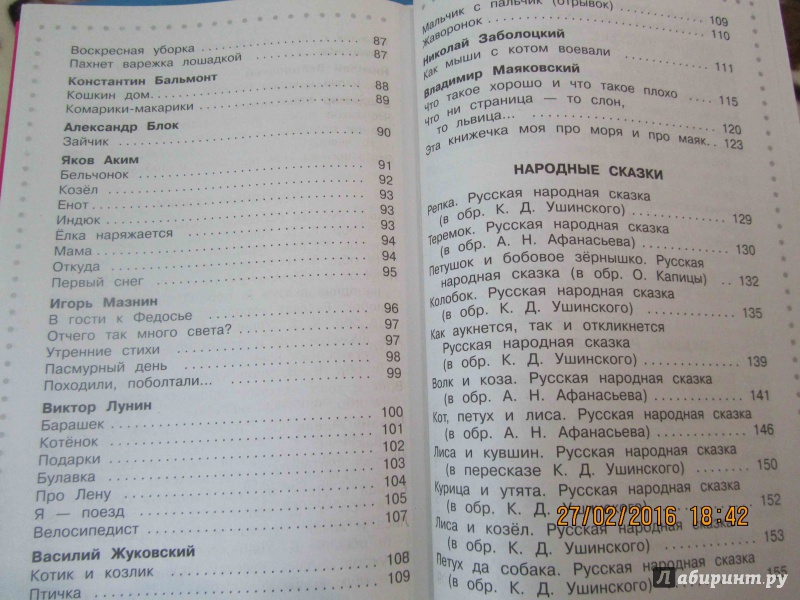 Воскресная уборка 87
Пахнет варежка лошадкой 87
Константин Бальмонт
Кошкин дом. 88
Комарики-макарики 89
Александр Блок
Зайчик 90
Яков Аким
Бельчонок 91
Козёл 92
Енот 93
Индюк 93
Ёлка наряжается 93
Мама 94
Откуда 94
Первый снег 95
Игорь Мазнин
В гости к Федосье 96
Отчего так много света? 97
Утренние стихи 97
Пасмурный день 98
Походили, поболтали... 99
Виктор Лунин
Барашек 100
Котёнок 101
Подарки 102
Булавка 103
Про Лену 104
Я — поезд 105
Велосипедист 107
Василий Жуковский
Котик и козлик 108
Птичка 109
Мальчик с пальчик (отрывок) 109
Жаворонок 110
Николай Заболоцкий
Как мыши с котом воевали 111
Владимир Маяковский
Что такое хорошо и что такое плохо 115
Что ни страница — то слон,
то львица... 120
Эта книжечка моя про моря и про маяк. 123
НАРОДНЫЕ СКАЗКИ
Репка. Русская народная сказка
(в обр. К. Д. Ушинского) 129
Теремок. Русская народная сказка
(в обр. А. Н. Афанасьева) 130
Петушок и бобовое зёрнышко. Русская
народная сказка (в обр. О. Капицы) 132
Колобок. Русская народная сказка
(в обр. К. Д. Ушинского) 135
Как аукнется, так и откликнется
Русская народная сказка
(в обр. К. Д. Ушинского) 139
Волк и коза. Русская народная сказка
(в обр. А. Н. Афанасьева) 141
Кот, петух и лиса. Русская народная сказка
(в обр. А. Н. Афанасьева) 146
Лиса и кувшин. Русская народная сказка
(в пересказе К. Д. Ушинского) 150
Курица и утята. Русская народная сказка
(в обр. К. Д. Ушинского) 152
Лиса и козёл. Русская народная сказка
(в обр. К. Д. Ушинского) 153
Петух да собака. Русская народная сказка
(в обр. К. Д. Ушинского) 155
27/02/2016 18:42
Лабиринт.ру